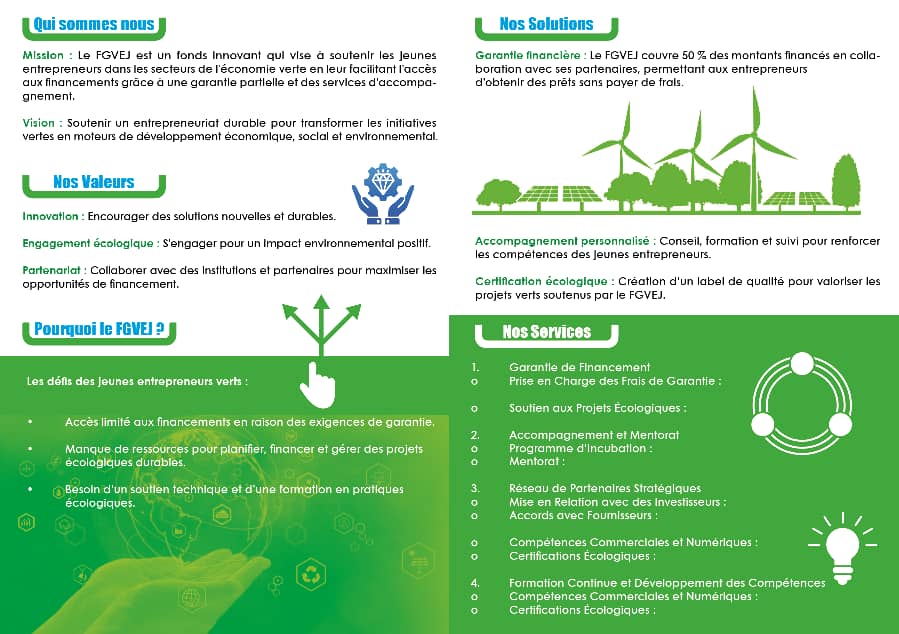 Qui sommes nous
Mission : Le FGVEJ est un fonds innovant qui vise à soutenir les jeunes
entrepreneurs dans les secteurs de l'économie verte en leur facilitant l'accès
aux financements grâce à une garantie partielle et des services d'accompa-
gnement.
Vision : Soutenir un entrepreneuriat durable pour transformer les initiatives
vertes en moteurs de développement économique, social et environnemental.
Nos Valeurs
Innovation : Encourager des solutions nouvelles et durables.
Engagement écologique : S'engager pour un impact environnemental positif.
Partenariat : Collaborer avec des institutions et partenaires pour maximiser les
opportunités de financement.
Pourquoi le FGVEJ ?
Les défis des jeunes entrepreneurs verts :
• Accès limité aux financements en raison des exigences de garantie.
• Manque de ressources pour planifier, financer et gérer des projets
écologiques durables.
• Besoin d'un soutien technique et d'une formation en pratiques
écologiques.
Nos Solutions
Garantie financière : Le FGVEJ couvre 50 % des montants financés en colla-
boration avec ses partenaires, permettant aux entrepreneurs
d'obtenir des prêts sans payer de frais.
Accompagnement personnalisé : Conseil, formation et suivi pour renforcer
les compétences des jeunes entrepreneurs.
Certification écologique : Création d'un label de qualité pour valoriser les
projets verts soutenus par le FGVEJ.
Nos Services
1. Garantie de Financement
o Prise en Charge des Frais de Garantie :
o Soutien aux Projets Écologiques :
2. Accompagnement et Mentorat
o Programme d'Incubation :
o Mentorat :
3. Réseau de Partenaires Stratégiques
o Mise en Relation avec des Investisseurs :
o Accords avec Fournisseurs :
o Compétences Commerciales et Numériques :
o Certifications Écologiques :
4. Formation Continue et Développement des Compétences
o Compétences Commerciales et Numériques :
o Certifications Écologiques :